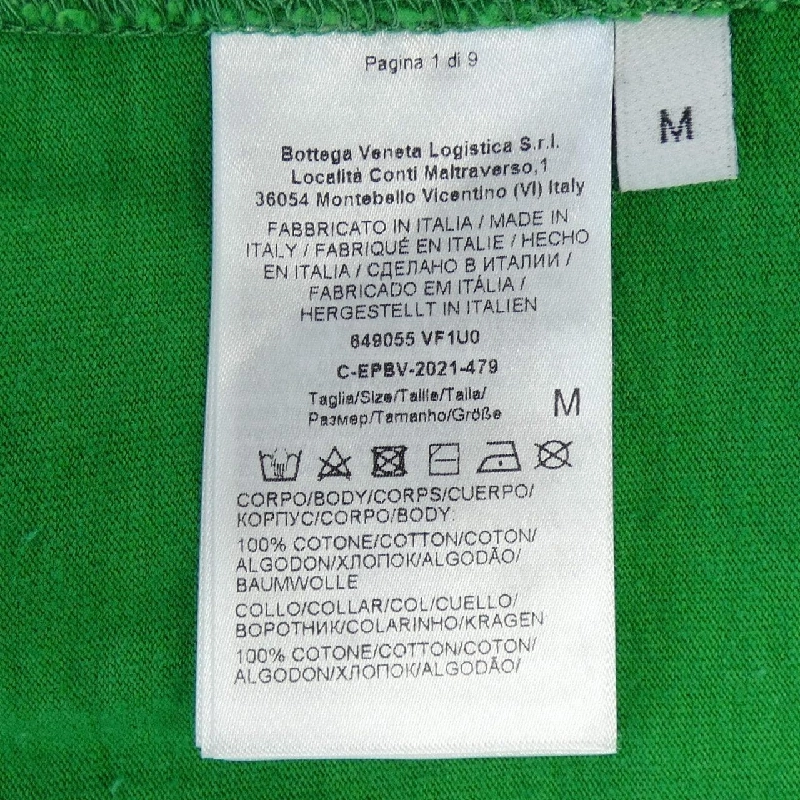 Pagina 1 di 9
M
Bottega Veneta Logistica S.r.l.
Località Conti Maltraverso,1
36054 Montebello Vicentino (VI) Italy
FABBRICATO IN ITALIA / MADE IN
ITALY / FABRIQUÉ EN ITALIE / HECHO
EN ITALIA / СДЕЛАНО В ИТАЛИИ /
FABRICADO EM ITÁLIA /
HERGESTELLT IN ITALIEN
649055 VF1U0
C-EPBV-2021-479
Taglia/Size/Taille/Talla/
Размер/Tamanho/Größe M
CORPO/BODY/CORPS/CUERPO/
КОРПУС/CORPO/BODY:
100% COTONE/COTTON/COTON/
ALGODON/ХЛОПОК/ALGODÃO/
BAUMWOLLE
COLLO/COLLAR/COL/CUELLO/
ВОРОТНИК/COLARINHO/KRAGEN
100% COTONE/COTTON/COTON/
ALGODON/ХЛОПОК/ALGODÃO/